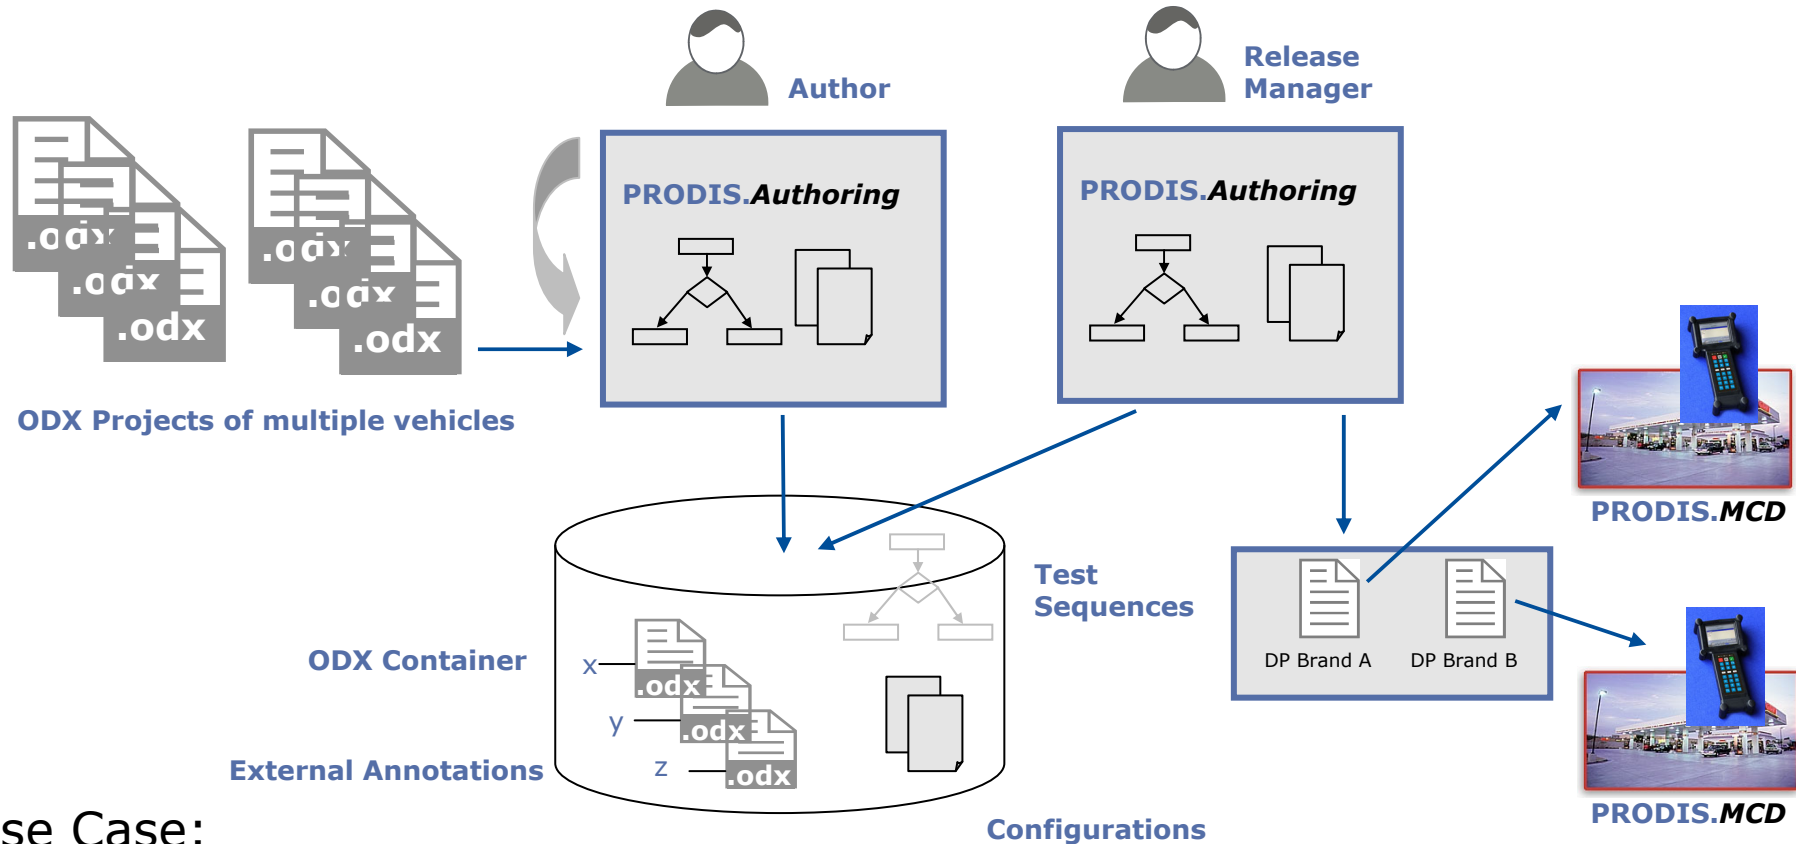 Author
Release
Manager
PRODIS.Authoring
PRODIS.Authoring
.odx
.odx
.odx
.odx
.odx
.odx
ODX Projects of multiple vehicles
PRODIS.MCD
Test
Sequences
ODX Container
x
.odx
y
.odx
External Annotations
z
.odx
DP Brand A
DP Brand B
PRODIS.MCD
se Case:
Configurations